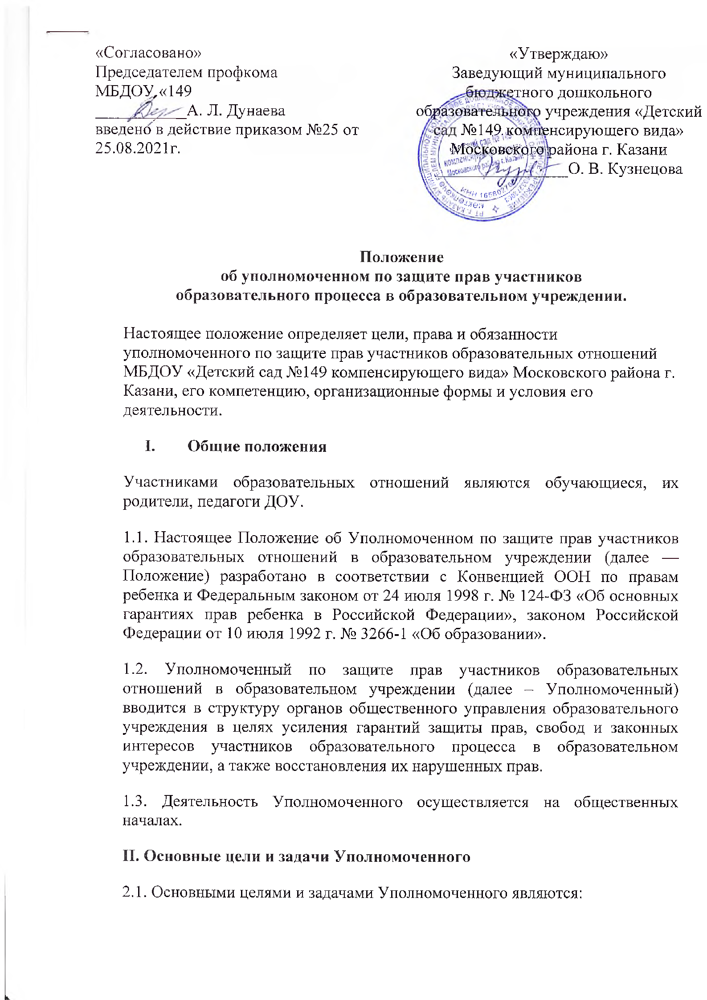 «Согласовано»
Председателем профкома
МБДОУ «149
___________А. Л. Дунаева
введено в действие приказом №25 от
25.08.2021г.
«Утверждаю»
Заведующий муниципального
бюджетного дошкольного
образовательного учреждения «Детский
сад №149 компенсирующего вида»
Московского района г. Казани
________________О. В. Кузнецова
Положение
об уполномоченном по защите прав участников
образовательного процесса в образовательном учреждении.
Настоящее положение определяет цели, права и обязанности
уполномоченного по защите прав участников образовательных отношений
МБДОУ «Детский сад №149 компенсирующего вида» Московского района г.
Казани, его компетенцию, организационные формы и условия его
деятельности.
I. Общие положения
Участниками образовательных отношений являются обучающиеся, их
родители, педагоги ДОУ.
1.1. Настоящее Положение об Уполномоченном по защите прав участников
образовательных отношений в образовательном учреждении (далее —
Положение) разработано в соответствии с Конвенцией ООН по правам
ребенка и Федеральным законом от 24 июля 1998 г. № 124-ФЗ «Об основных
гарантиях прав ребенка в Российской Федерации», законом Российской
Федерации от 10 июля 1992 г. № 3266-1 «Об образовании».
1.2. Уполномоченный по защите прав участников образовательных
отношений в образовательном учреждении (далее – Уполномоченный)
вводится в структуру органов общественного управления образовательного
учреждения в целях усиления гарантий защиты прав, свобод и законных
интересов участников образовательного процесса в образовательном
учреждении, а также восстановления их нарушенных прав.
1.3. Деятельность Уполномоченного осуществляется на общественных
началах.
II. Основные цели и задачи Уполномоченного
2.1. Основными целями и задачами Уполномоченного являются: